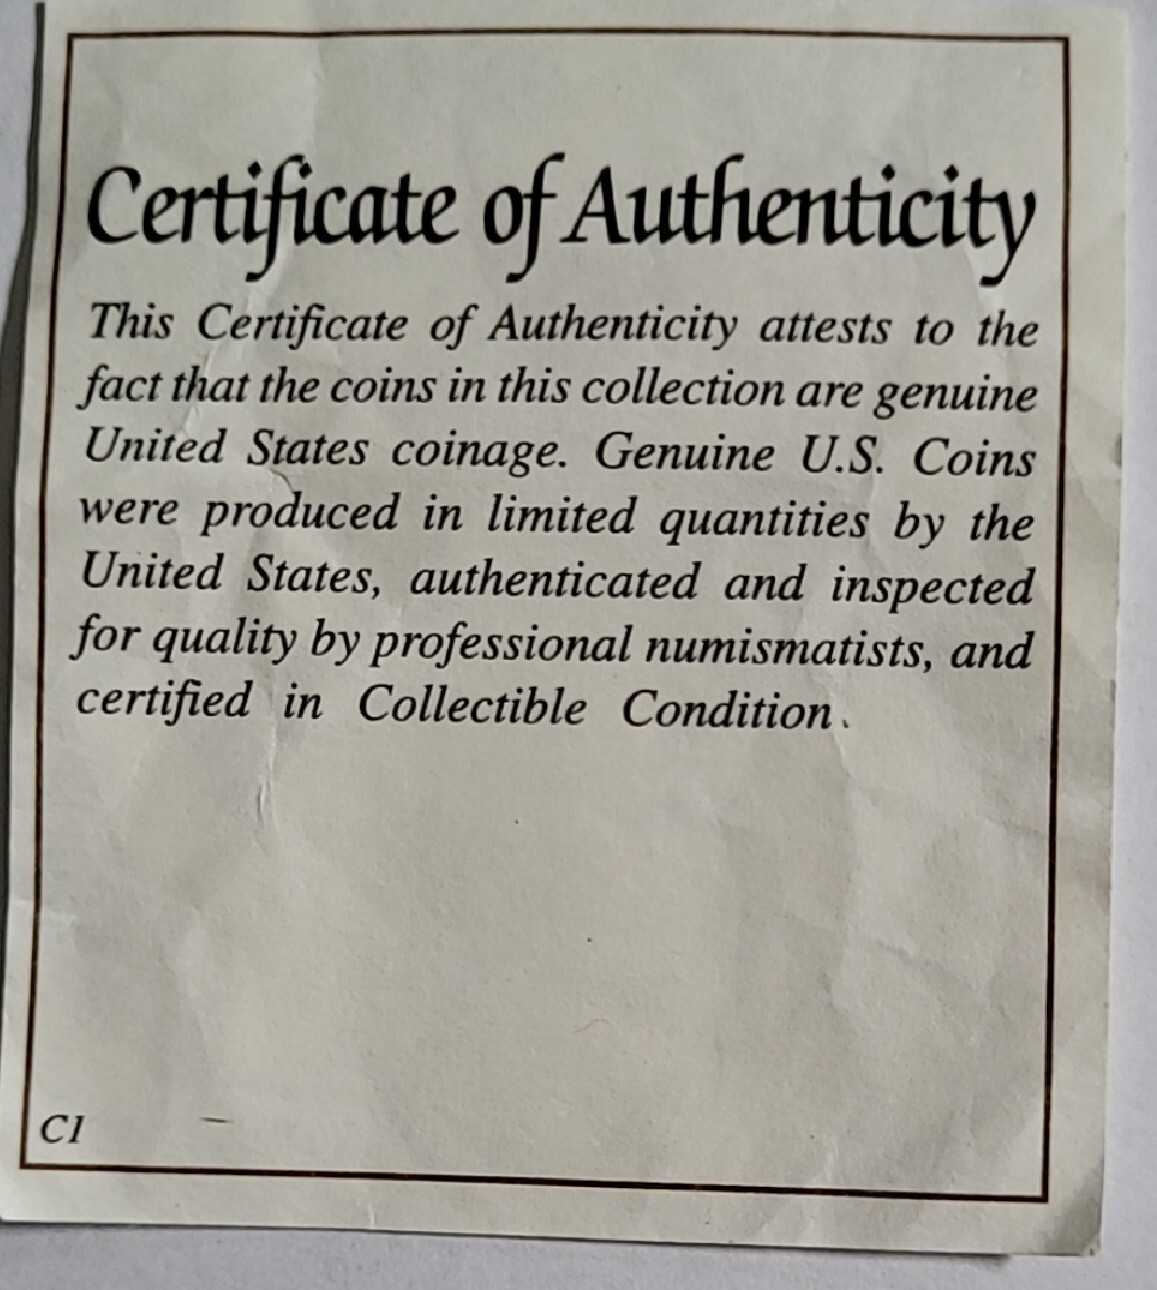 Certificate of Authenticity
This Certificate of Authenticity attests to the
fact that the coins in this collection are genuine
United States coinage. Genuine U.S. Coins
were produced in limited quantities by the
United States, authenticated and inspected
for quality by professional numismatists, and
certified in Collectible Condition.
C1